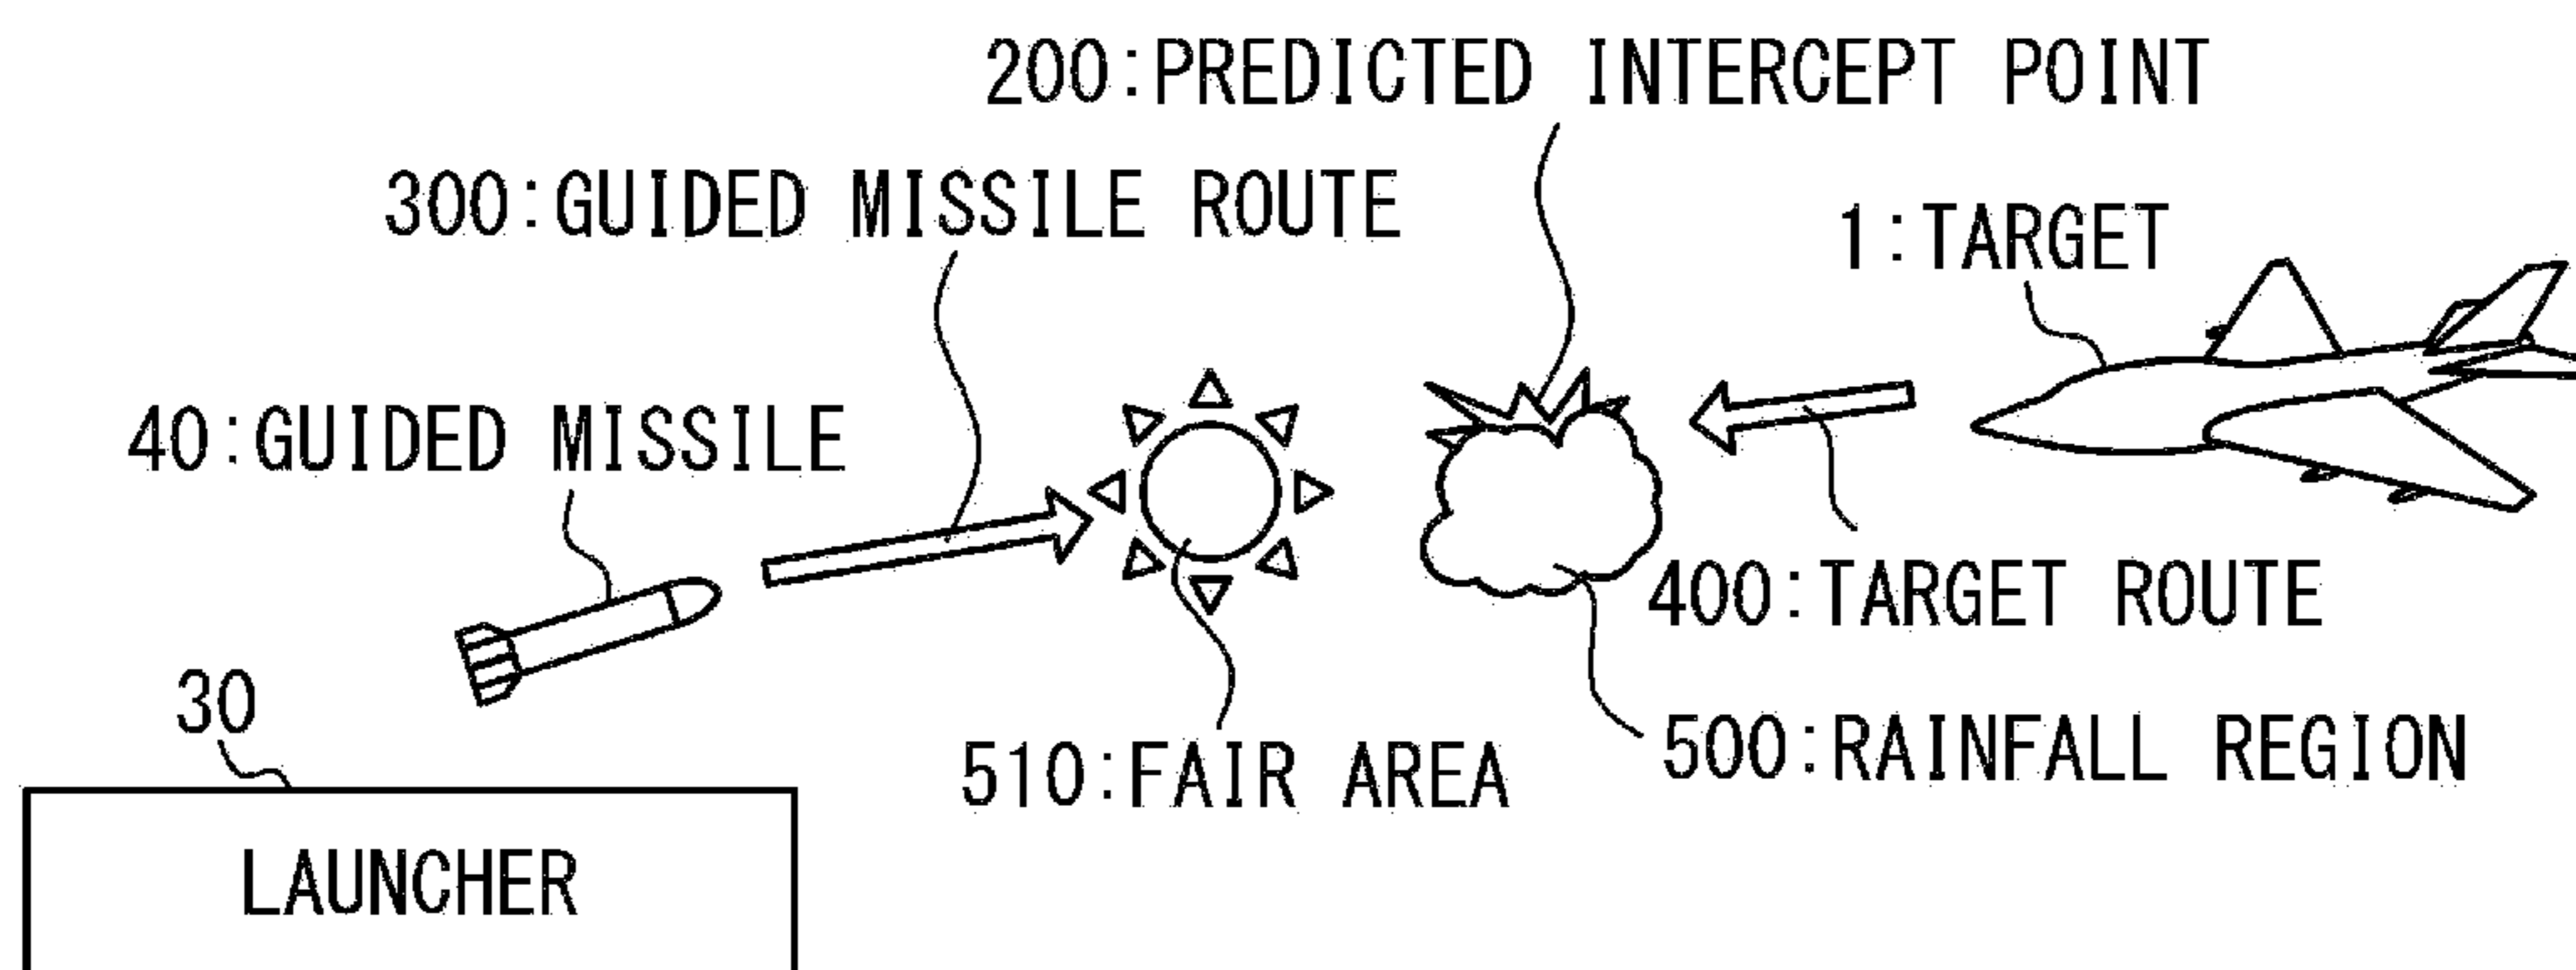 200:PREDICTED INTERCEPT POINT
300:GUIDED MISSILE ROUTE
1:TARGET
40:GUIDED MISSILE
400:TARGET ROUTE
30
510:FAIR AREA
500:RAINFALL REGION
LAUNCHER